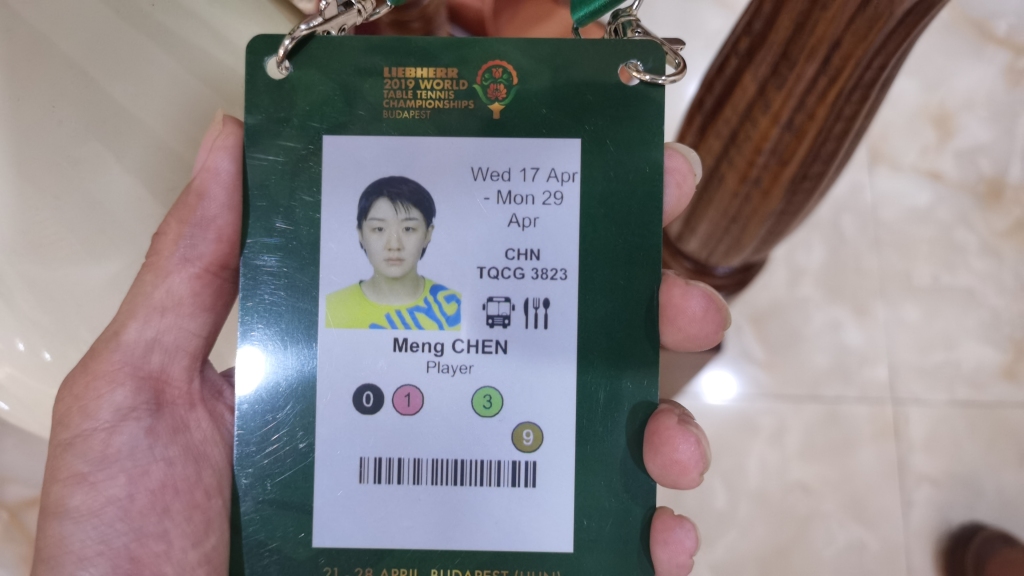 LIEBHERR
2019 WORLD
TABLE TENNIS
CHAMPIONSHIPS
BUDAPEST
Wed 17 Apr
- Mon 29
Apr
CHN
TQCG 3823
NING
Meng CHEN
Player
0 1 3
9
21 - 28 APRIL, BUDAPEST (HUN)